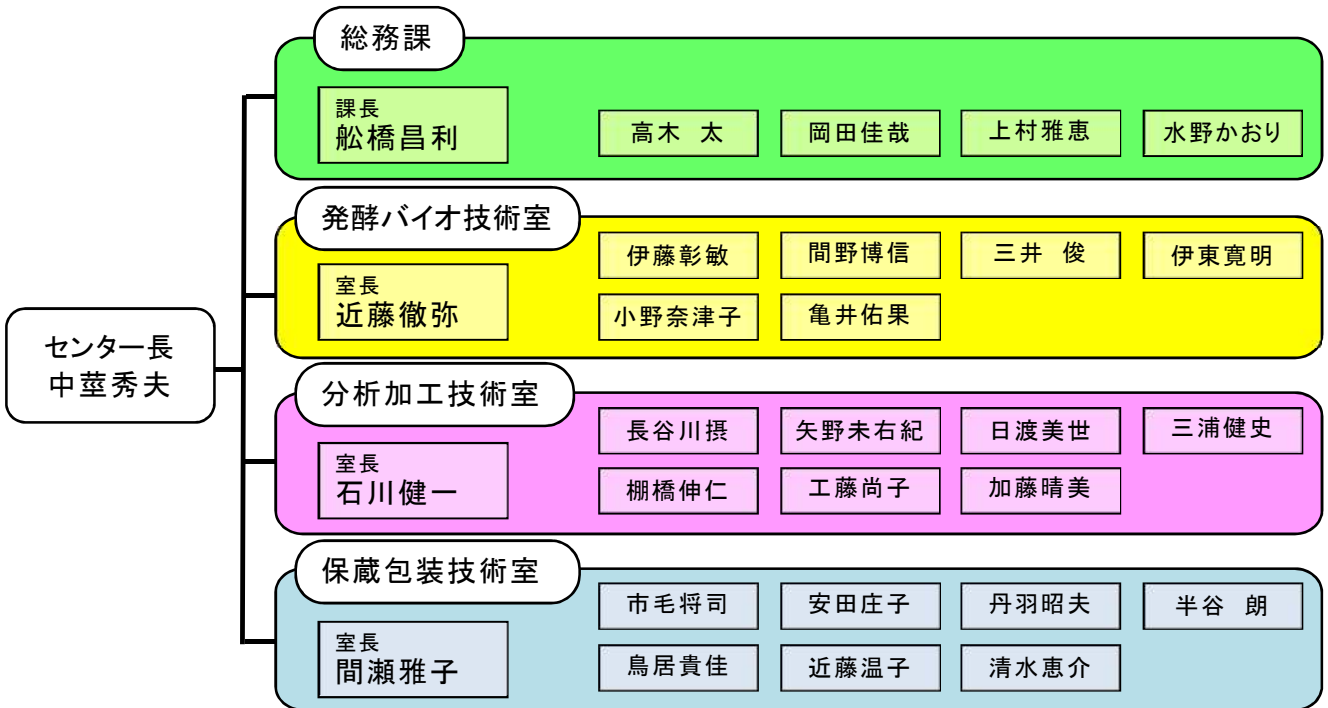 総務課
課長
舩橋昌利
高木 太
岡田佳哉
上村雅恵
水野かおり
発酵バイオ技術室
室長
近藤徹弥
伊藤彰敏
間野博信
三井 俊
伊東寛明
小野奈津子
亀井佑果
センター長
中莖秀夫
分析加工技術室
室長
石川健一
長谷川摂
矢野未右紀
日渡美世
三浦健史
棚橋伸仁
工藤尚子
加藤晴美
保蔵包装技術室
室長
間瀬雅子
市毛将司
安田庄子
丹羽昭夫
半谷 朗
鳥居貴佳
近藤温子
清水恵介